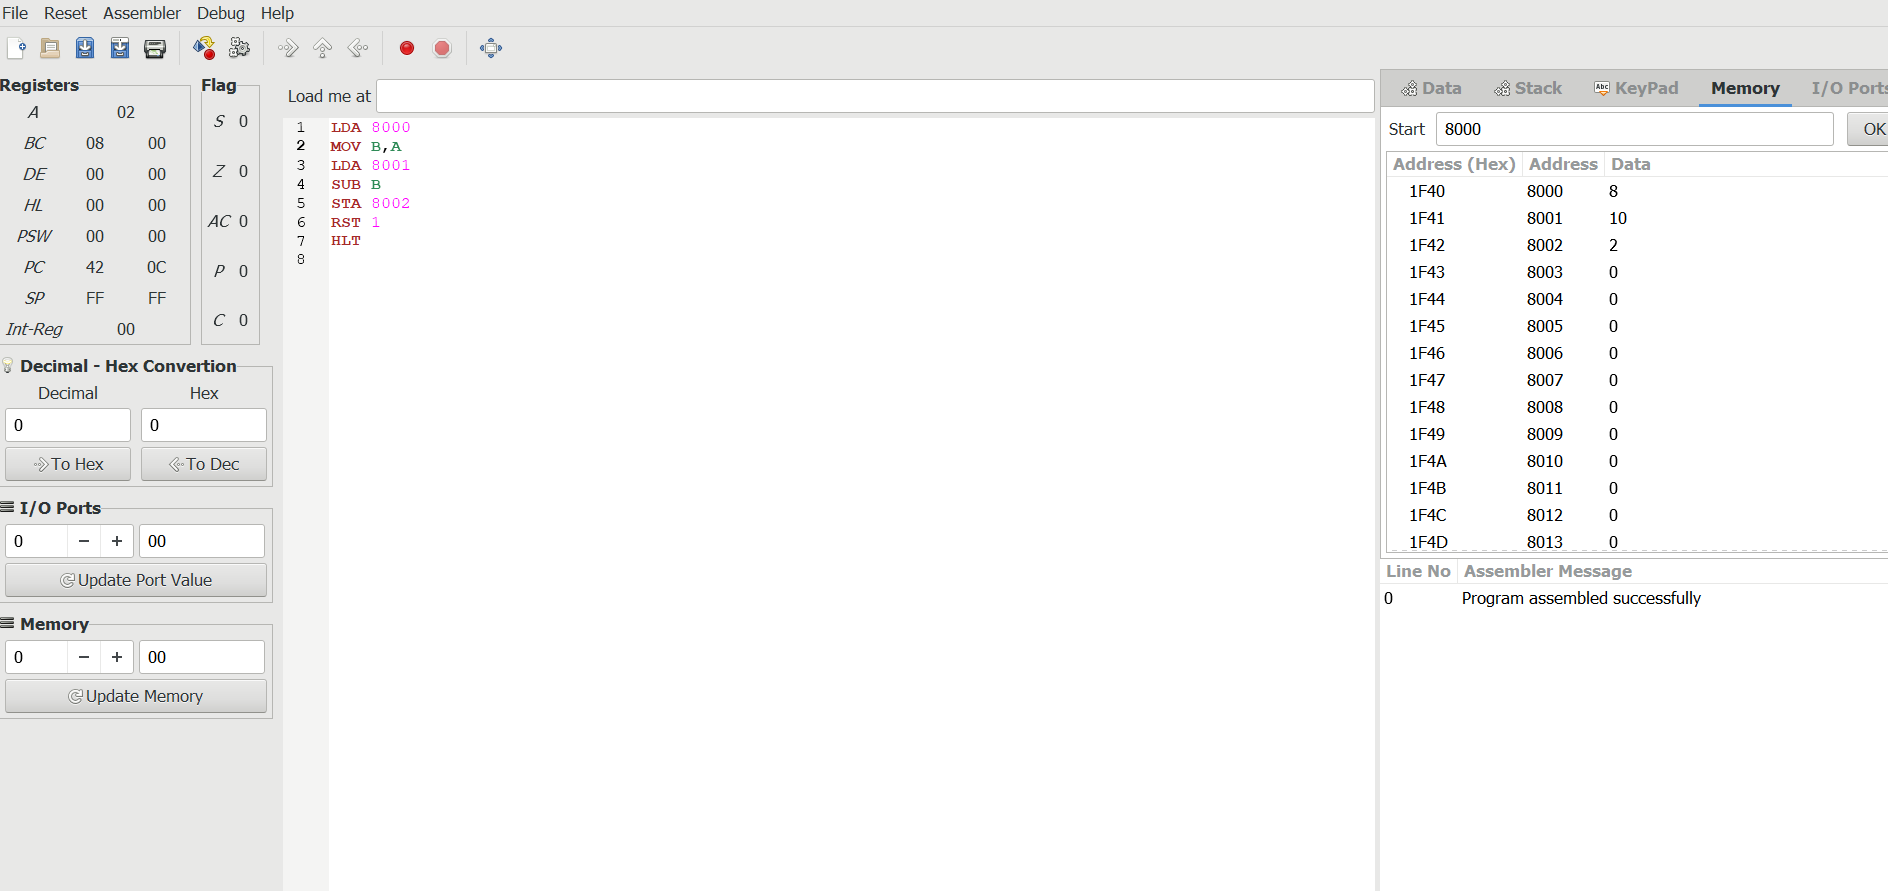 File Reset Assembler Debug Help
Registers
A 02
BC 08 00
DE 00 00
HL 00 00
PSW 00 00
PC 42 0C
SP FF FF
Int-Reg 00
Flag
S 0
Z 0
AC 0
P 0
C 0
Decimal - Hex Convertion
Decimal Hex
0 0
To Hex To Dec
I/O Ports
0 − + 00
Update Port Value
Memory
0 − + 00
Update Memory
Load me at
1 LDA 8000
2 MOV B,A
3 LDA 8001
4 SUB B
5 STA 8002
6 RST 1
7 HLT
8
Data Stack Abc KeyPad Memory I/O Ports
Start 8000 OK
Address (Hex) Address Data
1F40 8000 8
1F41 8001 10
1F42 8002 2
1F43 8003 0
1F44 8004 0
1F45 8005 0
1F46 8006 0
1F47 8007 0
1F48 8008 0
1F49 8009 0
1F4A 8010 0
1F4B 8011 0
1F4C 8012 0
1F4D 8013 0
Line No Assembler Message
0 Program assembled successfully